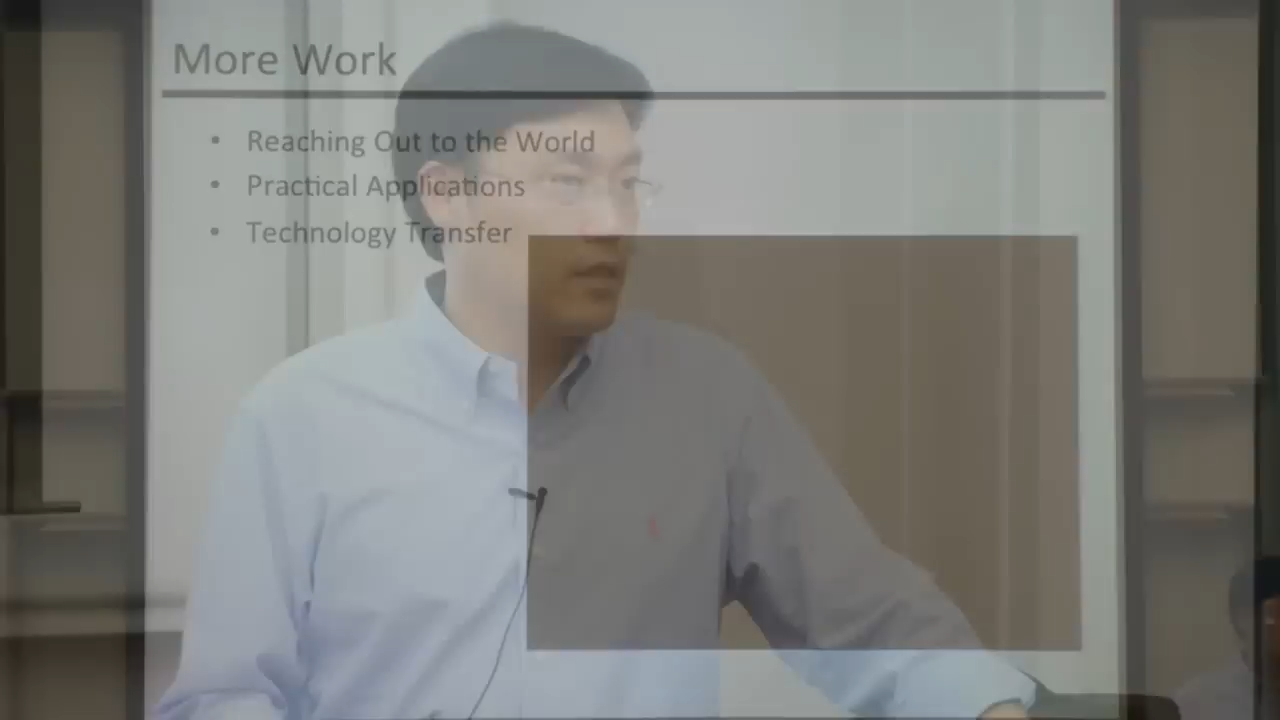 More Work
• Reaching Out to the World
• Practical Applications
• Technology Transfer